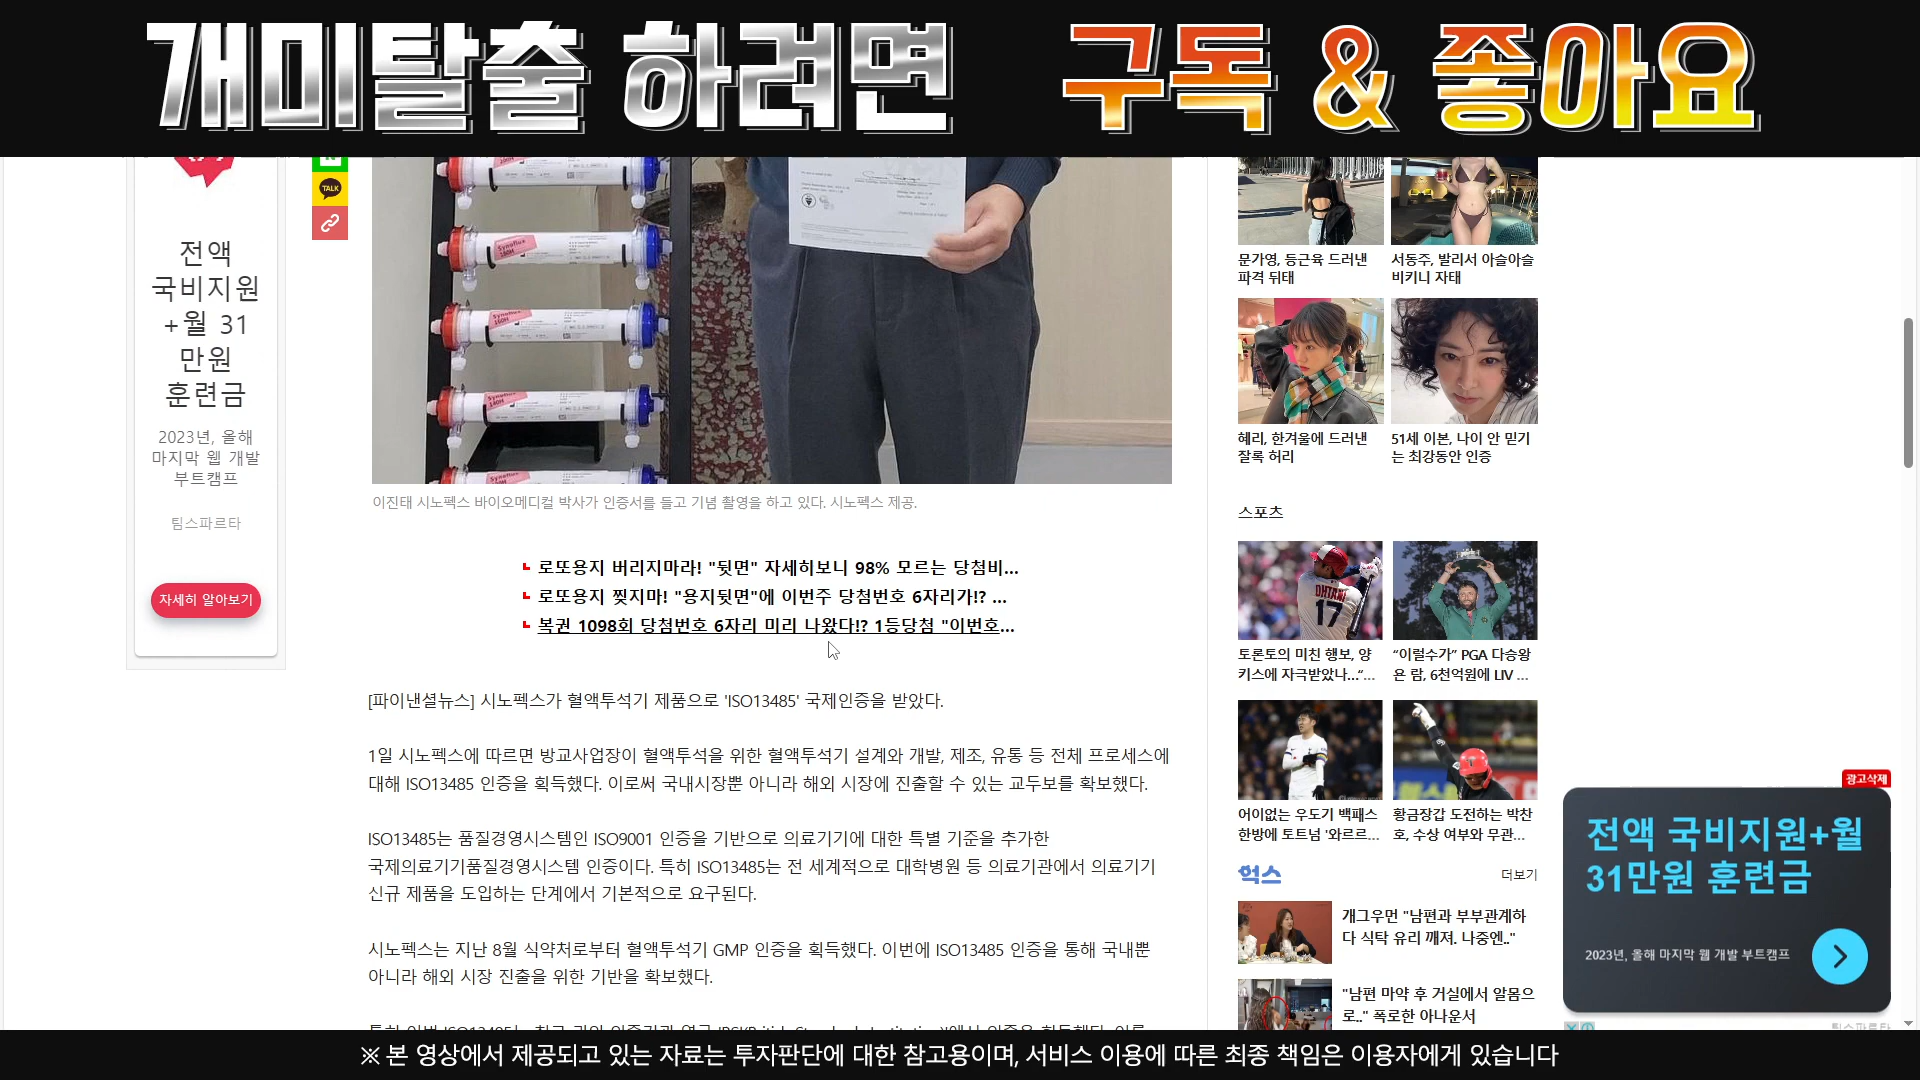 개미탈출 하려면 구독 & 좋아요
TALK
전액
국비지원
+월 31
만원
훈련금
2023년, 올해
마지막 웹 개발
부트캠프
팀스파르타
자세히 알아보기
이진태 시노펙스 바이오메디컬 박사가 인증서를 들고 기념 촬영을 하고 있다. 시노펙스 제공.
로또용지 버리지마라! "뒷면" 자세히보니 98% 모르는 당첨비...
로또용지 찢지마! "용지뒷면"에 이번주 당첨번호 6자리가!? ...
복권 1098회 당첨번호 6자리 미리 나왔다!? 1등당첨 "이번호...
[파이낸셜뉴스] 시노펙스가 혈액투석기 제품으로 'ISO13485' 국제인증을 받았다.
1일 시노펙스에 따르면 방교사업장이 혈액투석을 위한 혈액투석기 설계와 개발, 제조, 유통 등 전체 프로세스에
대해 ISO13485 인증을 획득했다. 이로써 국내시장뿐 아니라 해외 시장에 진출할 수 있는 교두보를 확보했다.
ISO13485는 품질경영시스템인 ISO9001 인증을 기반으로 의료기기에 대한 특별 기준을 추가한
국제의료기기품질경영시스템 인증이다. 특히 ISO13485는 전 세계적으로 대학병원 등 의료기관에서 의료기기
신규 제품을 도입하는 단계에서 기본적으로 요구된다.
시노펙스는 지난 8월 식약처로부터 혈액투석기 GMP 인증을 획득했다. 이번에 ISO13485 인증을 통해 국내뿐
아니라 해외 시장 진출을 위한 기반을 확보했다.
문가영, 등근육 드러낸
파격 뒤태
서동주, 발리서 아슬아슬
비키니 자태
혜리, 한겨울에 드러낸
잘록 허리
51세 이본, 나이 안 믿기
는 최강동안 인증
스포츠
OHTANI
17
토론토의 미친 행보, 양
키스에 자극받았나...“...
“이럴수가” PGA 다승왕
욘 람, 6천억원에 LIV ...
어이없는 우도기 백패스
한방에 토트넘 '와르르...
황금장갑 도전하는 박찬
호, 수상 여부와 무관...
헉스
더보기
개그우먼 "남편과 부부관계하
다 식탁 유리 깨져. 나중엔.."
"남편 마약 후 거실에서 알몸으
로.." 폭로한 아나운서
광고삭제
전액 국비지원+월
31만원 훈련금
2023년, 올해 마지막 웹 개발 부트캠프
※ 본 영상에서 제공되고 있는 자료는 투자판단에 대한 참고용이며, 서비스 이용에 따른 최종 책임은 이용자에게 있습니다